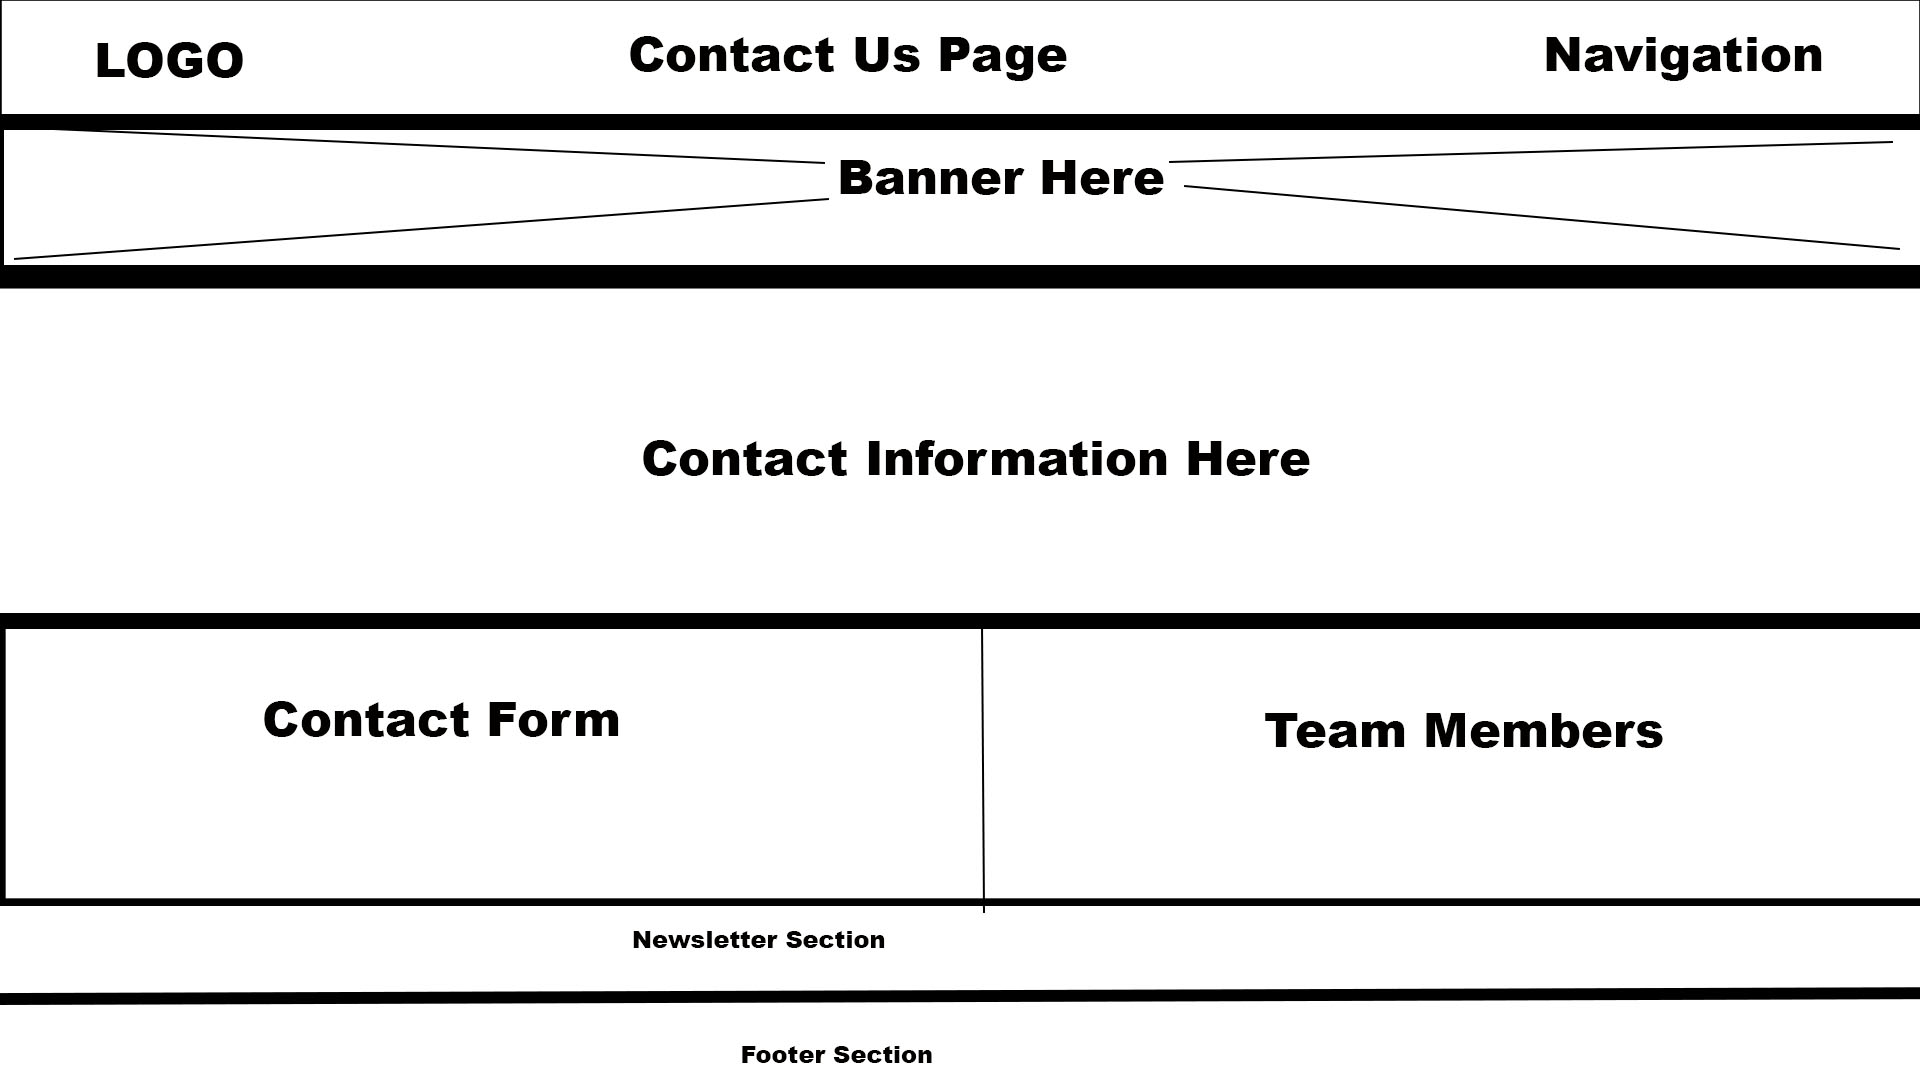 LOGO
Contact Us Page
Navigation
Banner Here
Contact Information Here
Contact Form
Team Members
Newsletter Section
Footer Section